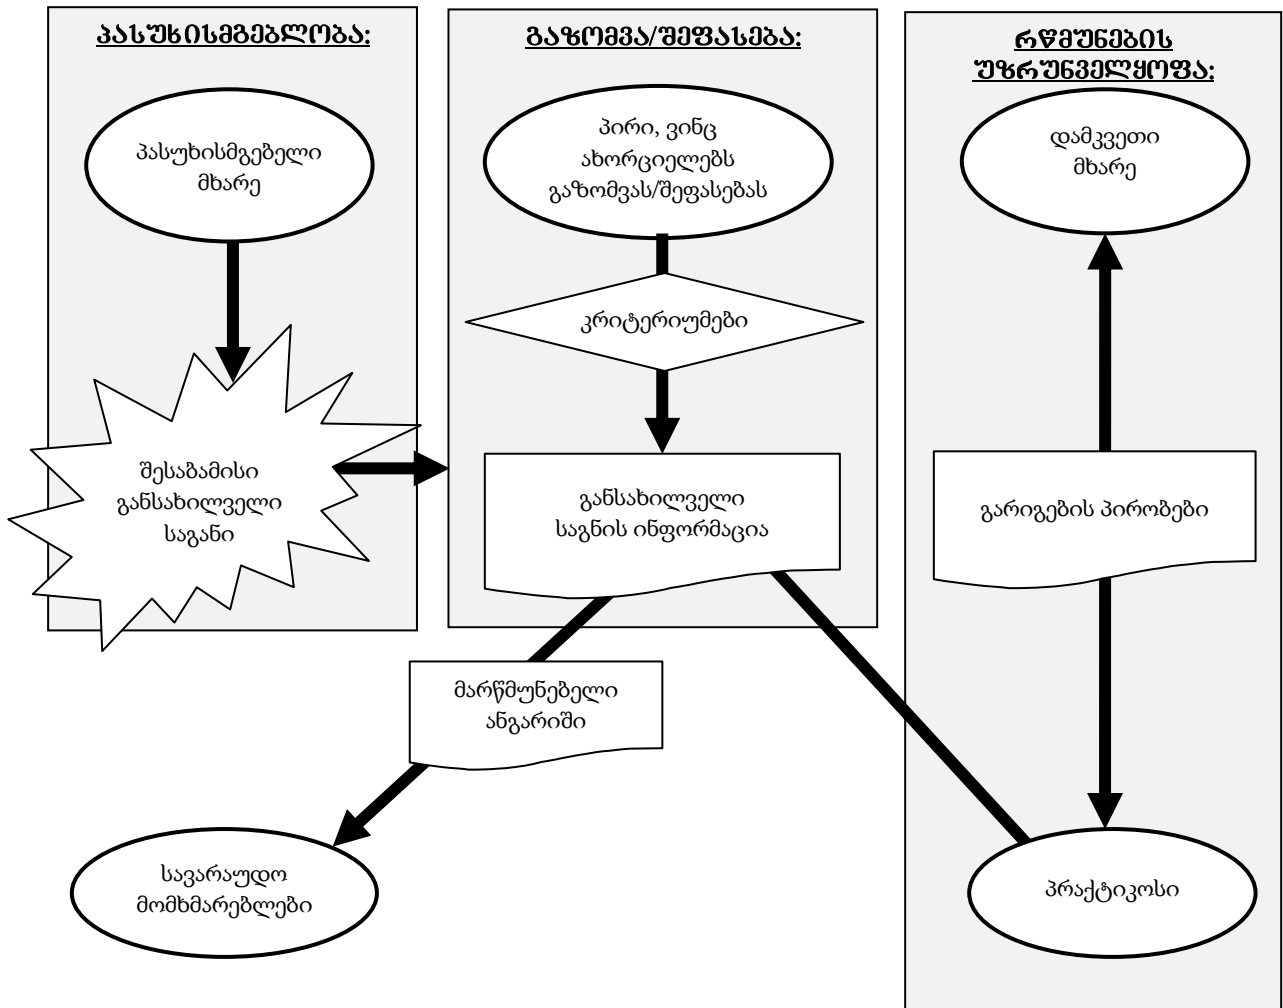 პასუხისმგებლობა:
პასუხისმგებელი
მხარე
შესაბამისი
განსახილველი
საგანი
გაზომვა/შეფასება:
პირი, ვინც
ახორციელებს
გაზომვას/შეფასებას
კრიტერიუმები
განსახილველი
საგნის ინფორმაცია
რწმუნების
უზრუნველყოფა:
დამკვეთი
მხარე
გარიგების პირობები
მარწმუნებელი
ანგარიში
სავარაუდო
მომხმარებლები
პრაქტიკოსი